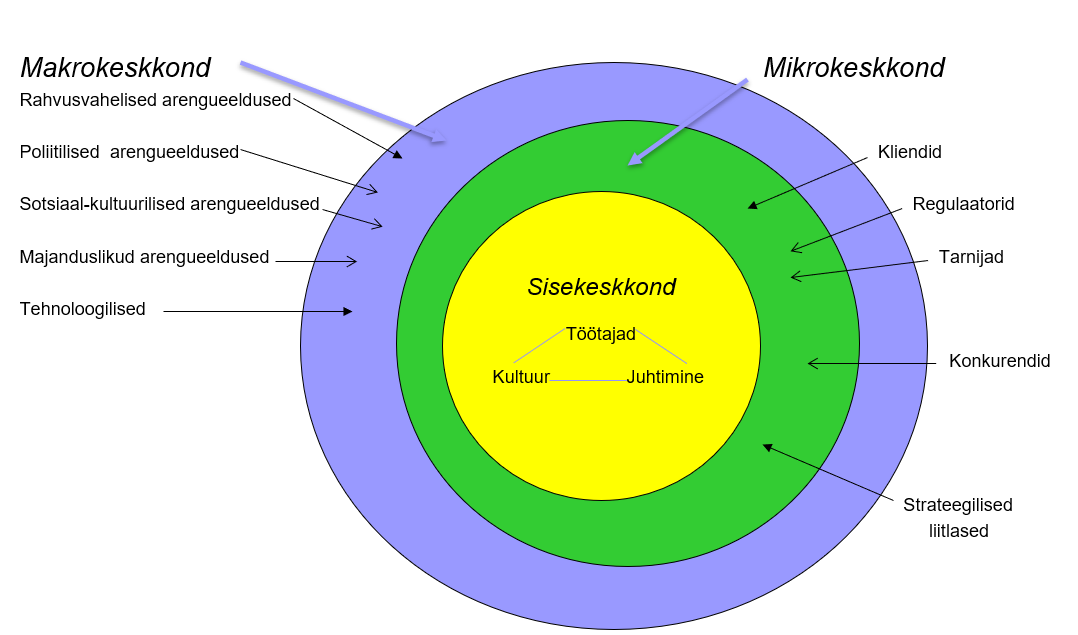 Makrokeskkond
Rahvusvahelised arengueeldused
Poliitilised  arengueeldused
Sotsiaal-kultuurilised arengueeldused
Majanduslikud arengueeldused
Tehnoloogilised
Mikrokeskkond
Kliendid
Regulaatorid
Tarnijad
Konkurendid
Strateegilised
liitlased
Sisekeskkond
Töötajad
Kultuur
Juhtimine